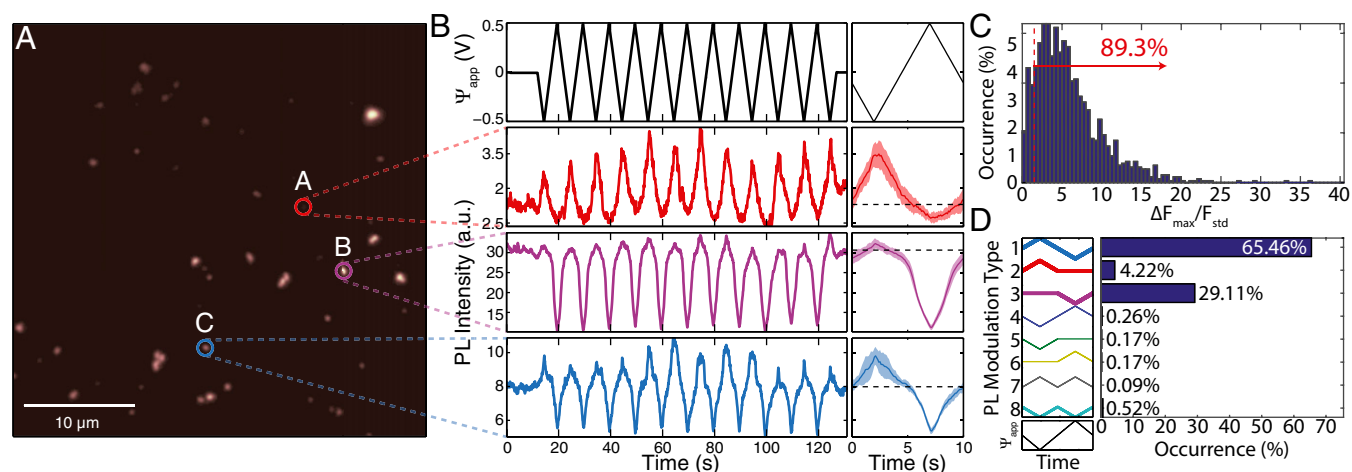 A
A
B
C
10 µm
B
Ψapp (V)
0.5
0
−0.5
PL Intensity (a.u.)
3.5
2
2.5
30
25
20
15
10
10
8
6
20 40 60 80 100 120
Time (s)
0 5 10
Time (s)
C
Occurrence (%)
5
4
3
2
1
0
89.3%
0 5 10 15 20 25 30 35 40
ΔFmax/Fstd
D
PL Modulation Type
1 65.46%
2 4.22%
3 29.11%
4 0.26%
5 0.17%
6 0.17%
7 0.09%
8 0.52%
Ψapp
Time
0 10 20 30 40 50 60 70
Occurrence (%)